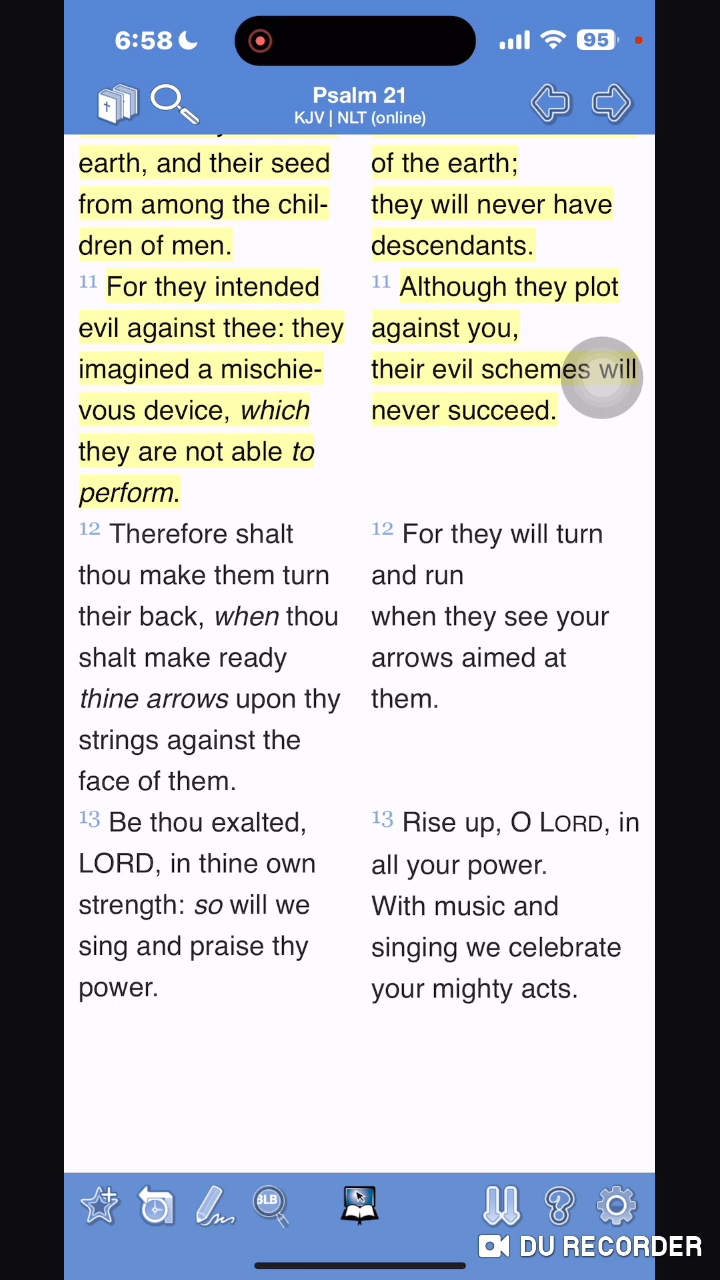 6:58
95
Psalm 21
KJV | NLT (online)
earth, and their seed
from among the chil-
dren of men.
11 For they intended
evil against thee: they
imagined a mischie-
vous device, which
they are not able to
perform.
12 Therefore shalt
thou make them turn
their back, when thou
shalt make ready
thine arrows upon thy
strings against the
face of them.
13 Be thou exalted,
LORD, in thine own
strength: so will we
sing and praise thy
power.
of the earth;
they will never have
descendants.
11 Although they plot
against you,
their evil schemes will
never succeed.
12 For they will turn
and run
when they see your
arrows aimed at
them.
13 Rise up, O LORD, in
all your power.
With music and
singing we celebrate
your mighty acts.
BLB
DU RECORDER